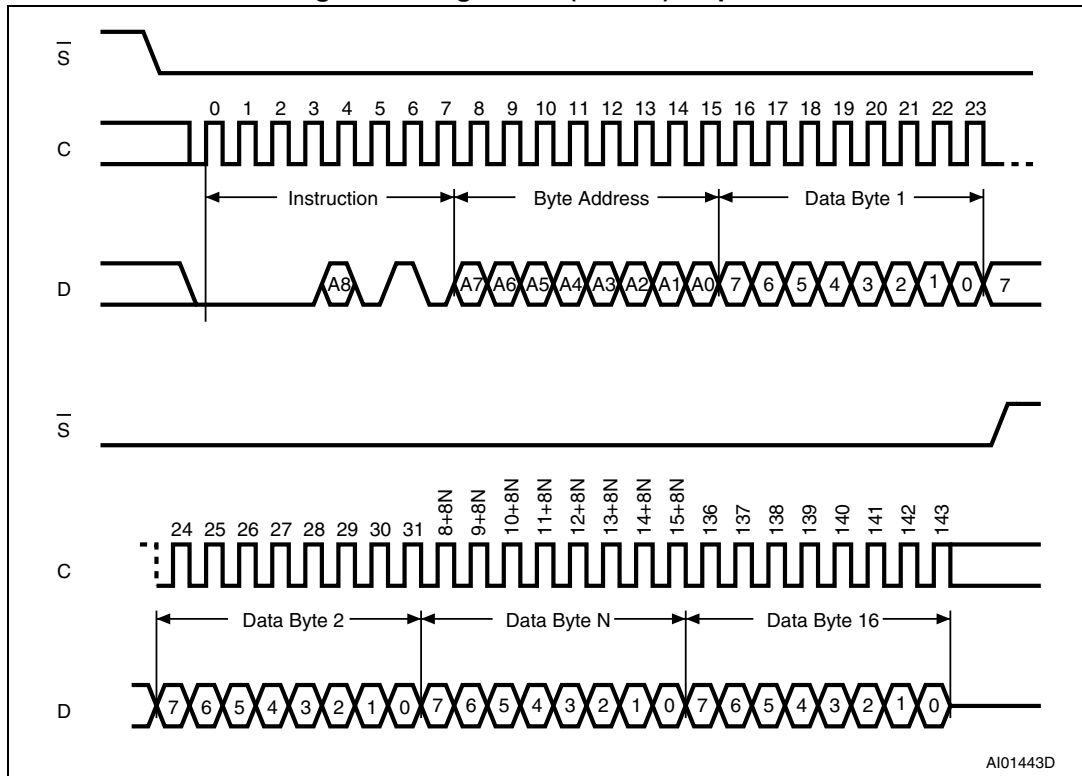 S
0 1 2 3 4 5 6 7 8 9 10 11 12 13 14 15 16 17 18 19 20 21 22 23
C
Instruction Byte Address Data Byte 1
D A8 A7 A6 A5 A4 A3 A2 A1 A0 7 6 5 4 3 2 1 0 7
S
24 25 26 27 28 29 30 31 8+8N 9+8N 10+8N 11+8N 12+8N 13+8N 14+8N 15+8N 136 137 138 139 140 141 142 143
C
Data Byte 2 Data Byte N Data Byte 16
D 7 6 5 4 3 2 1 0 7 6 5 4 3 2 1 0 7 6 5 4 3 2 1 0
AI01443D